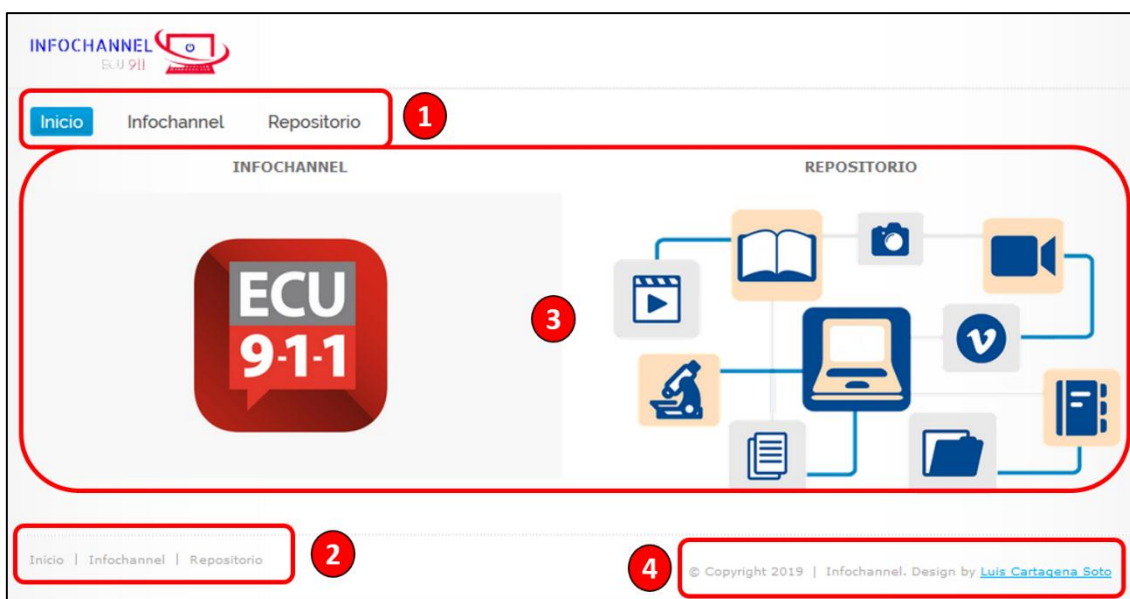 INFOCHANNEL
ECU 911
Inicio Infochannel Repositorio
1
INFOCHANNEL REPOSITORIO
ECU
9-1-1
3
Inicio | Infochannel | Repositorio
2
4
© Copyright 2019 | Infochannel. Design by Luis Cartagena Soto